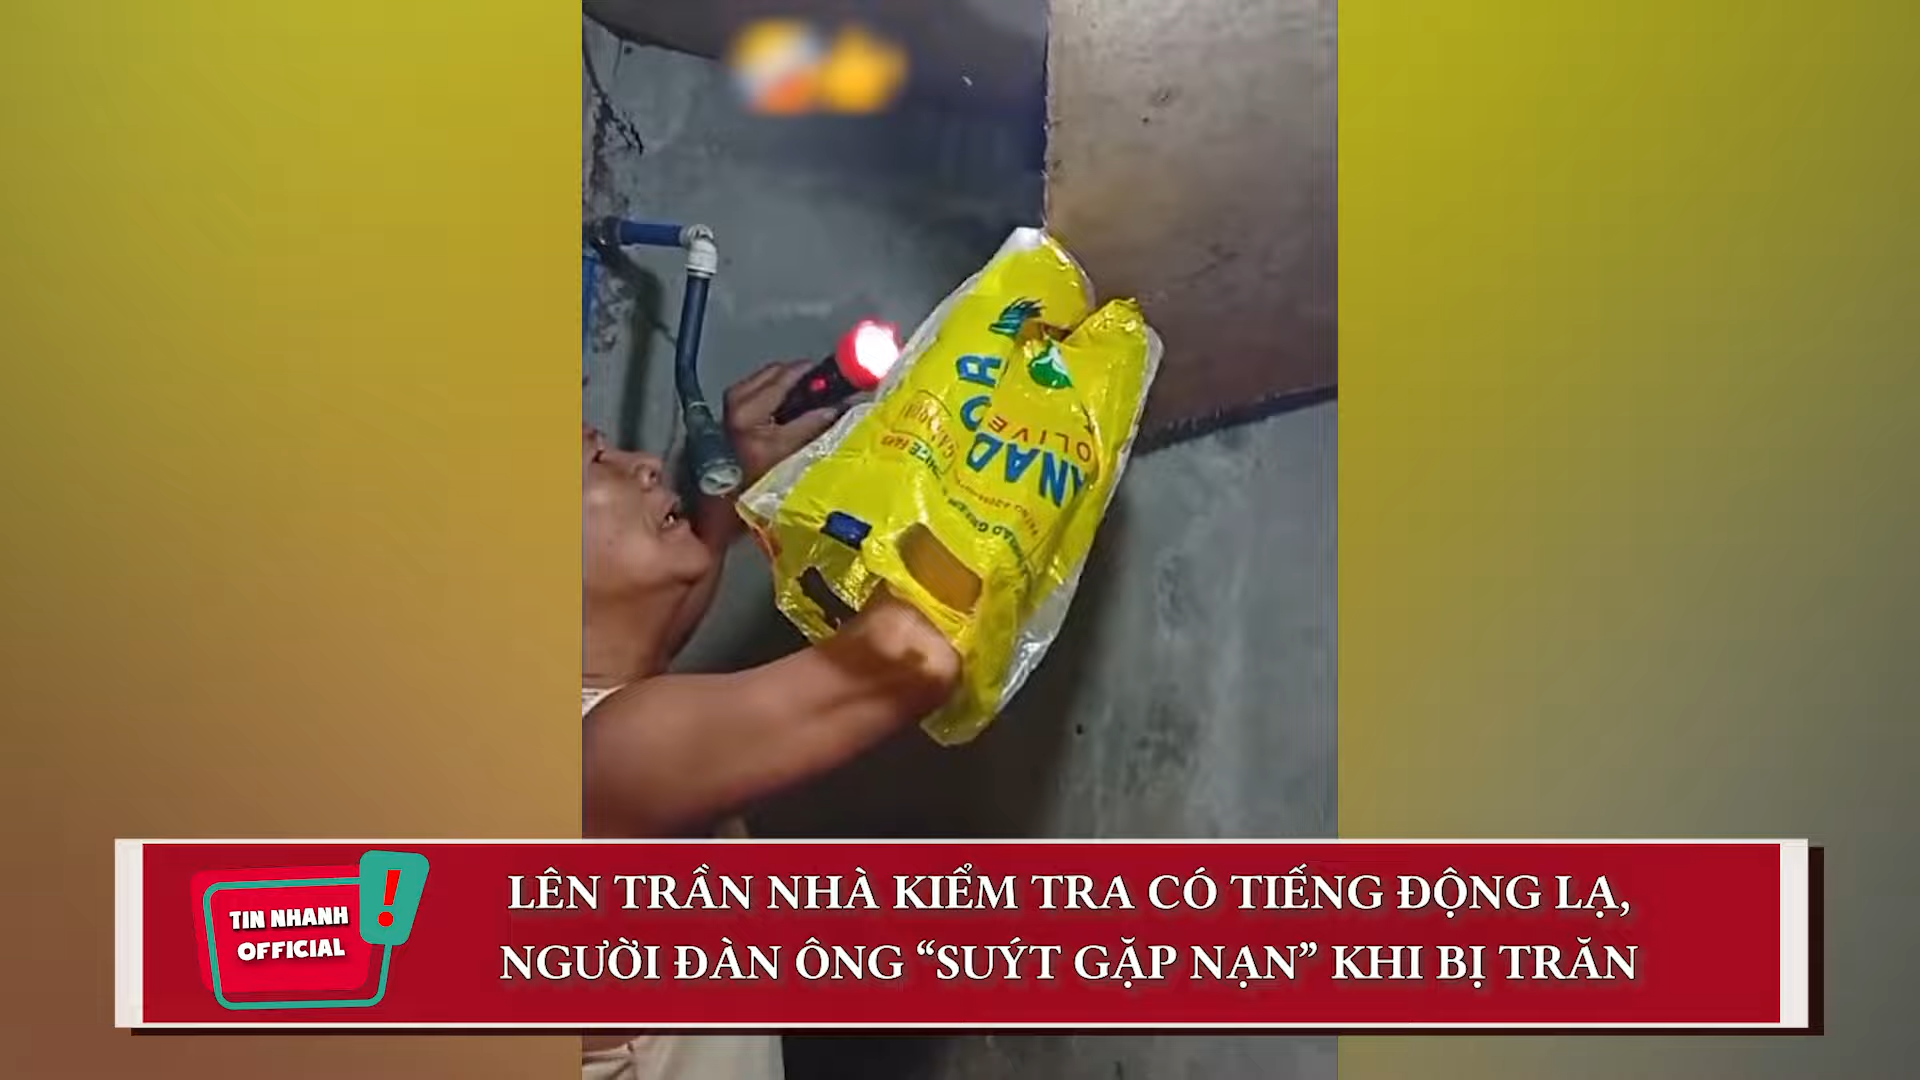 OLIVE
TIN NHANH
OFFICIAL
!
LÊN TRẦN NHÀ KIỂM TRA CÓ TIẾNG ĐỘNG LẠ,
NGƯỜI ĐÀN ÔNG “SUÝT GẶP NẠN” KHI BỊ TRĂN